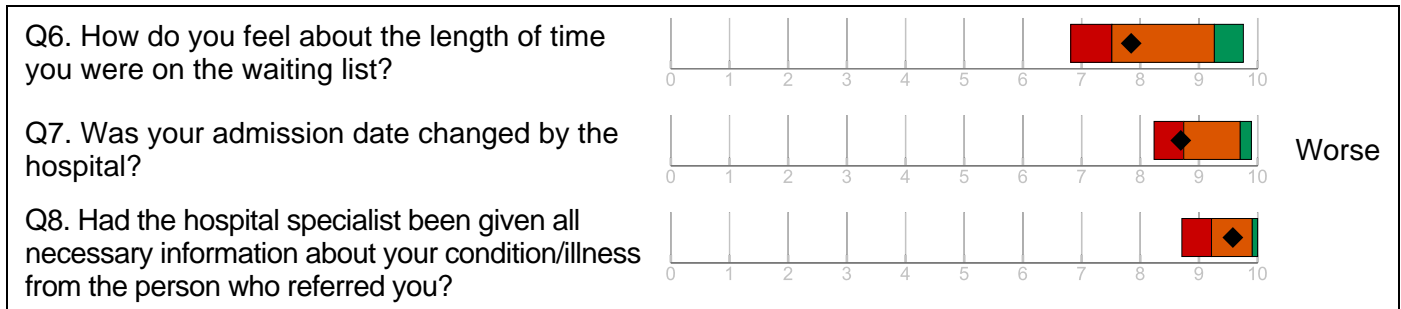 Q6. How do you feel about the length of time
you were on the waiting list?
0 1 2 3 4 5 6 7 8 9 10
Q7. Was your admission date changed by the
hospital?
0 1 2 3 4 5 6 7 8 9 10
Worse
Q8. Had the hospital specialist been given all
necessary information about your condition/illness
from the person who referred you?
0 1 2 3 4 5 6 7 8 9 10